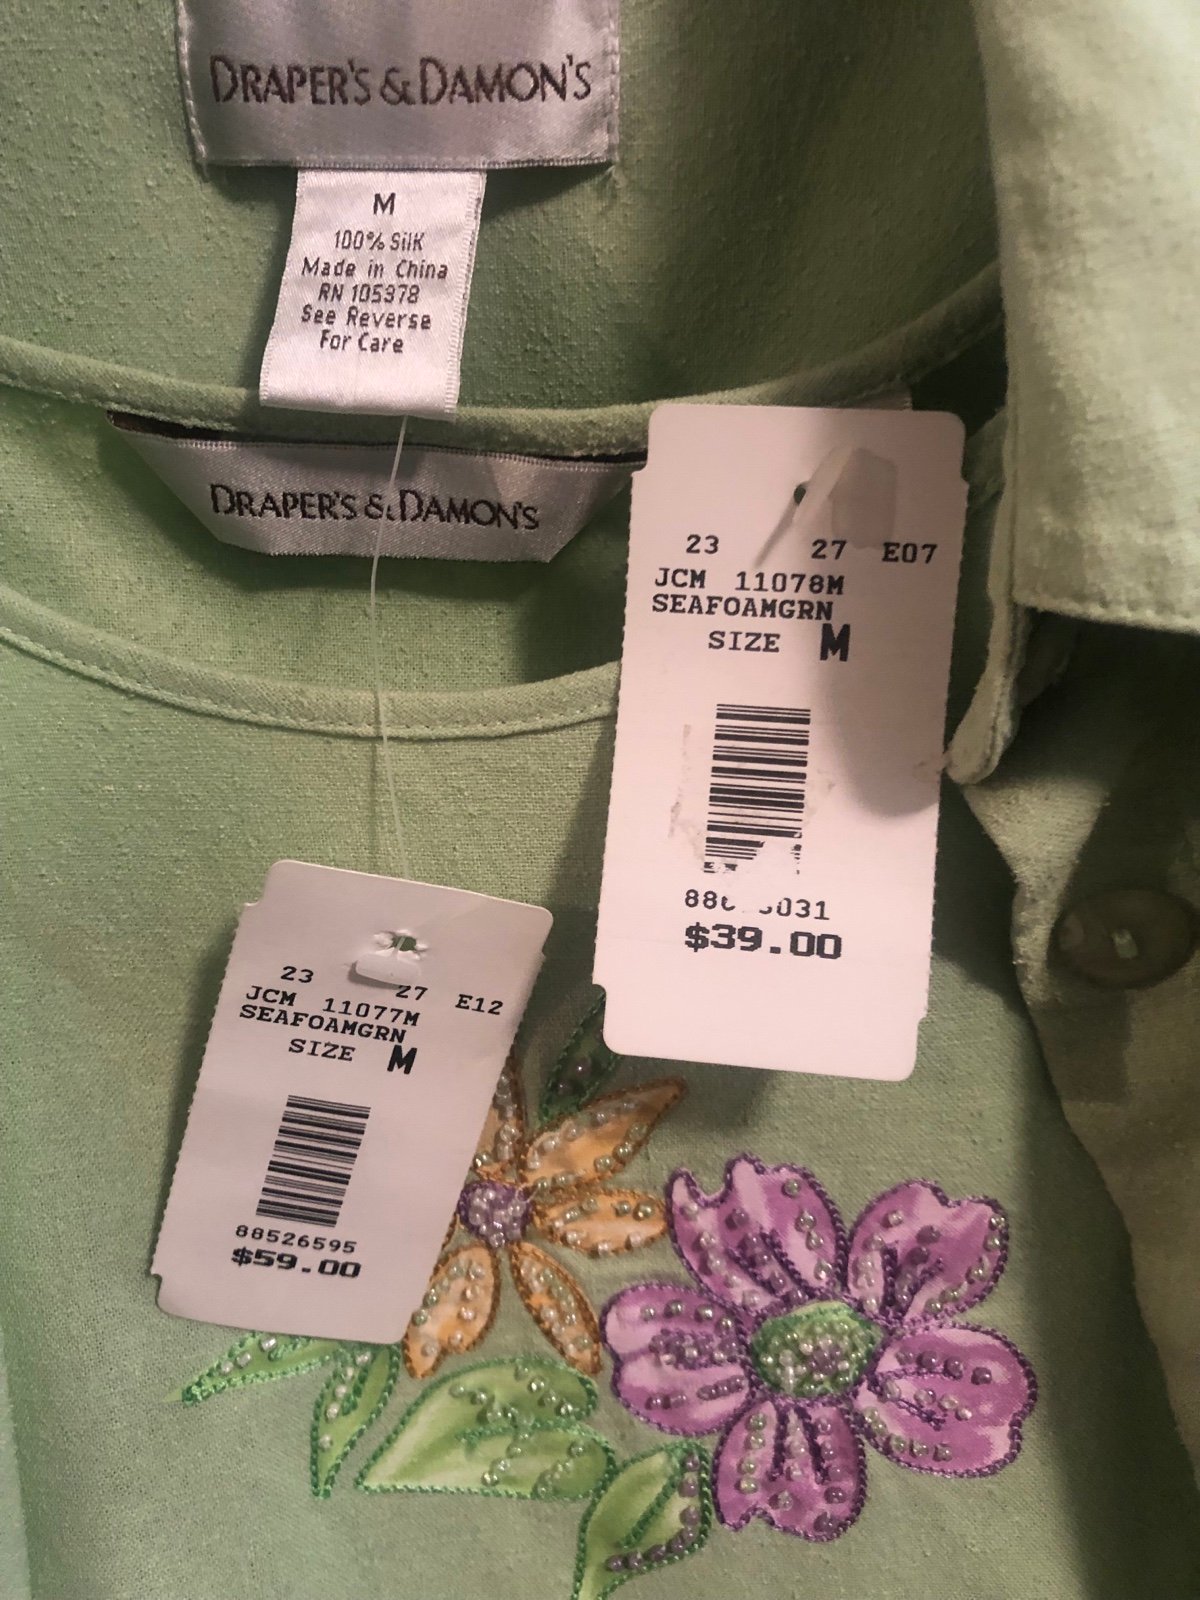 DRAPER'S & DAMON'S
M
100% Silk
Made in China
RN 105378
See Reverse
For Care
DRAPER'S & DAMON'S
23 27 E07
JCM 11078M
SEAFOAMGRN
SIZE M
$39.00
23 27 E12
JCM 11077M
SEAFOAMGRN
SIZE M
88526595
$59.00